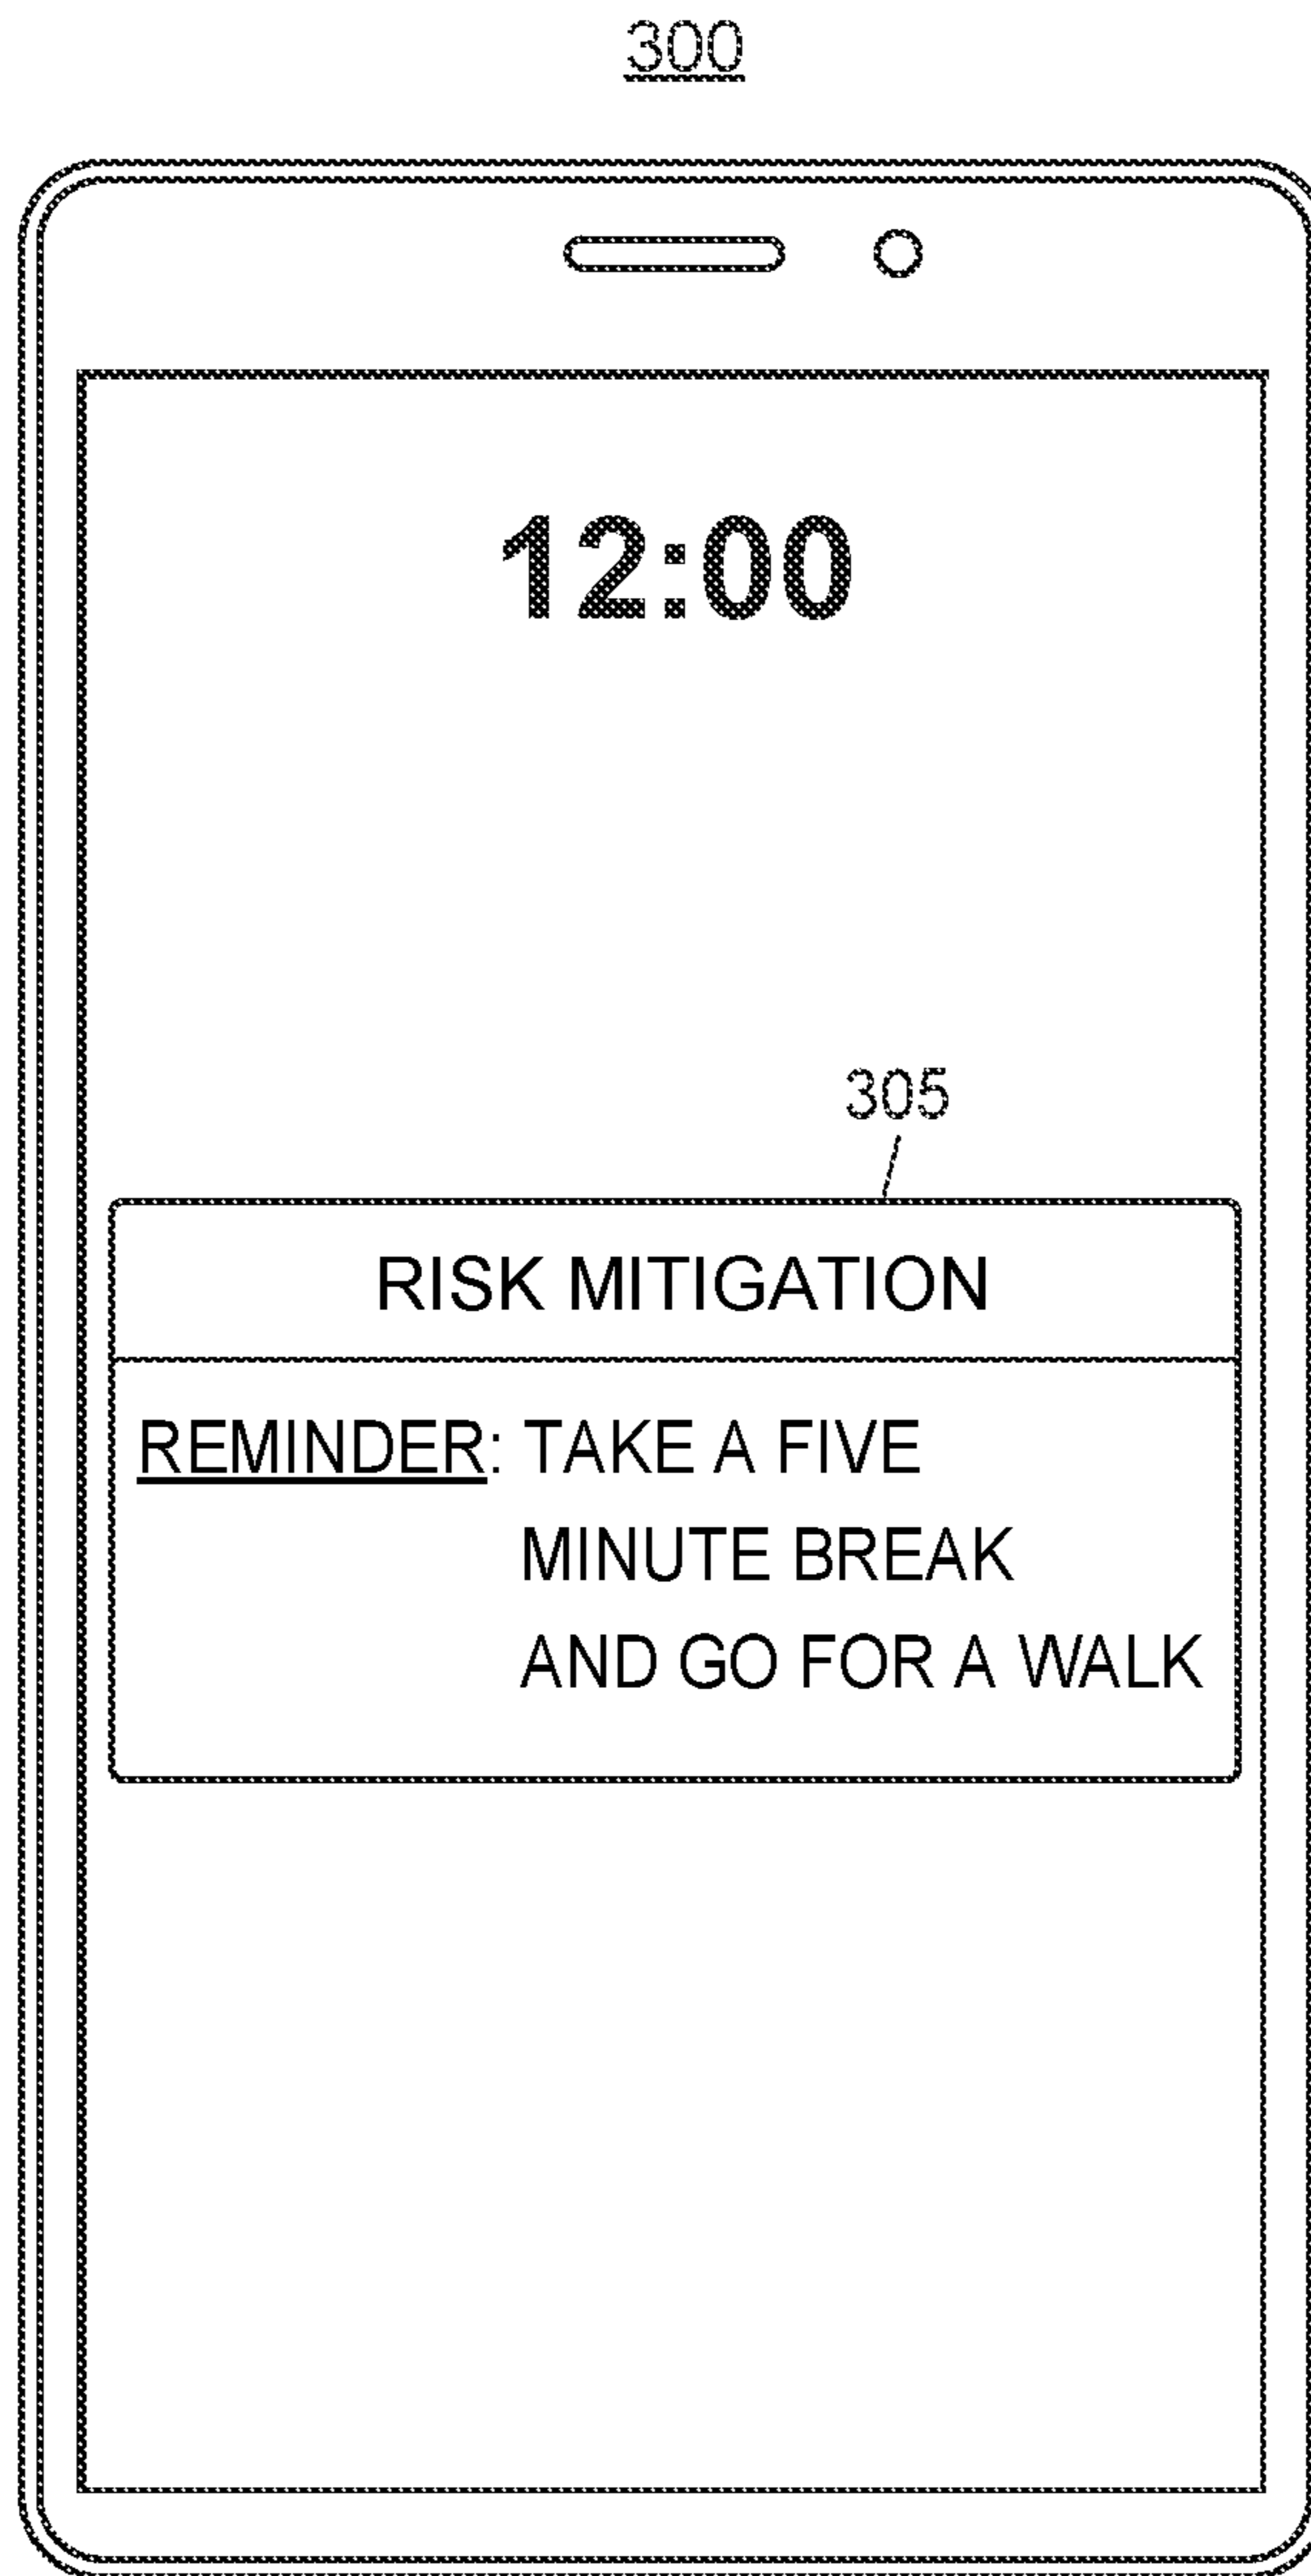 300
12:00
305
RISK MITIGATION
REMINDER: TAKE A FIVE
MINUTE BREAK
AND GO FOR A WALK